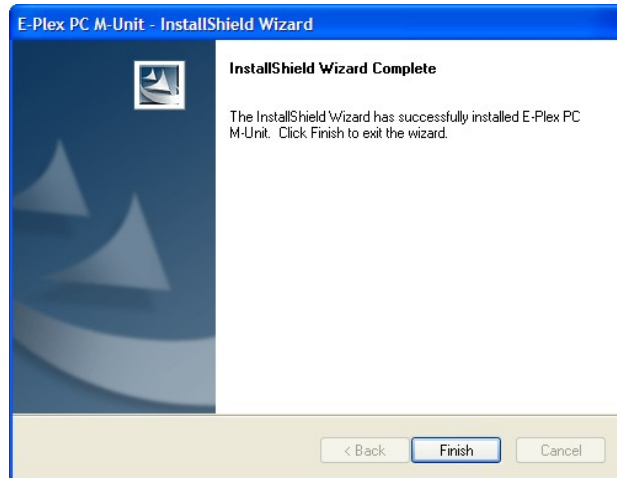 E-Plex PC M-Unit - InstallShield Wizard
InstallShield Wizard Complete
The InstallShield Wizard has successfully installed E-Plex PC
M-Unit. Click Finish to exit the wizard.
< Back
Finish
Cancel